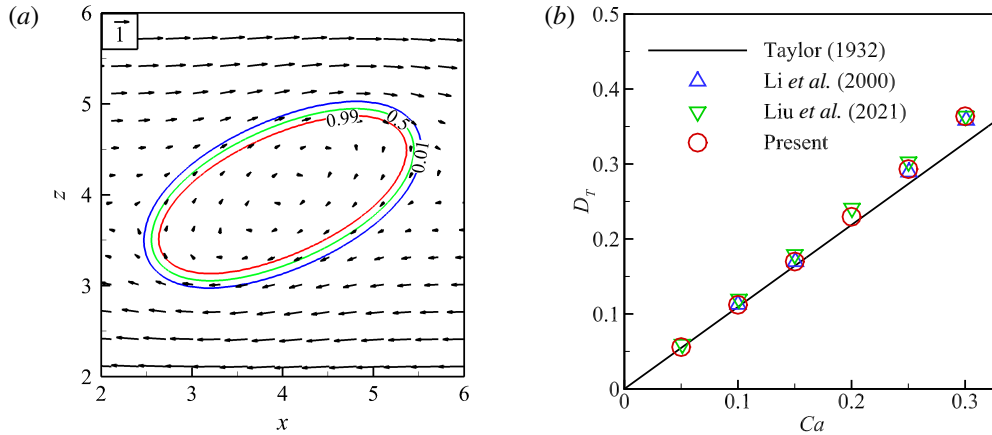 (a)
6
5
z
4
3
2
2
3
4
5
6
x
1
0.99
0.5
0.01
(b)
0.5
0.4
0.3
D_T
0.2
0.1
0
0
0.1
0.2
0.3
Ca
Taylor (1932)
Li et al. (2000)
Liu et al. (2021)
Present